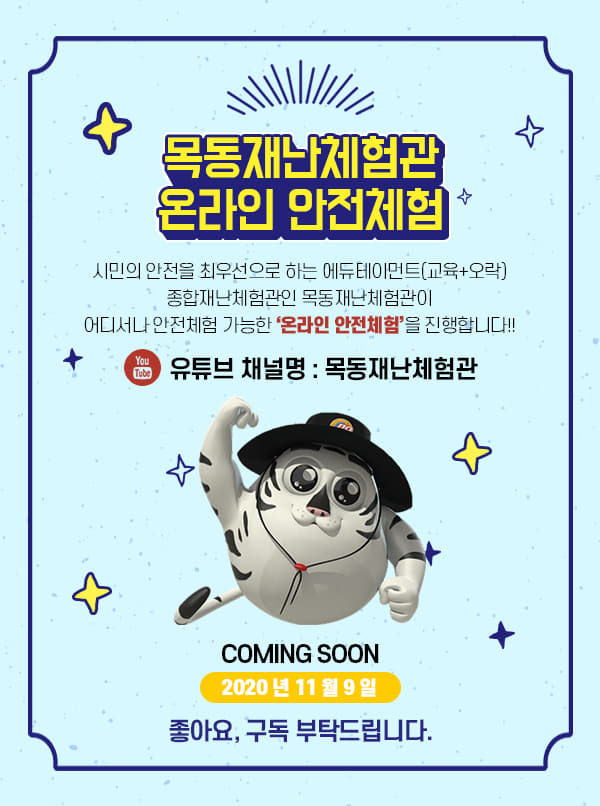 목동재난체험관
온라인 안전체험
시민의 안전을 최우선으로 하는 에듀테이먼트(교육+오락)
종합재난체험관인 목동재난체험관이
어디서나 안전체험 가능한 ‘온라인 안전체험’을 진행합니다!!
You
Tube
유튜브 채널명 : 목동재난체험관
COMING SOON
2020 년 11 월 9 일
좋아요, 구독 부탁드립니다.